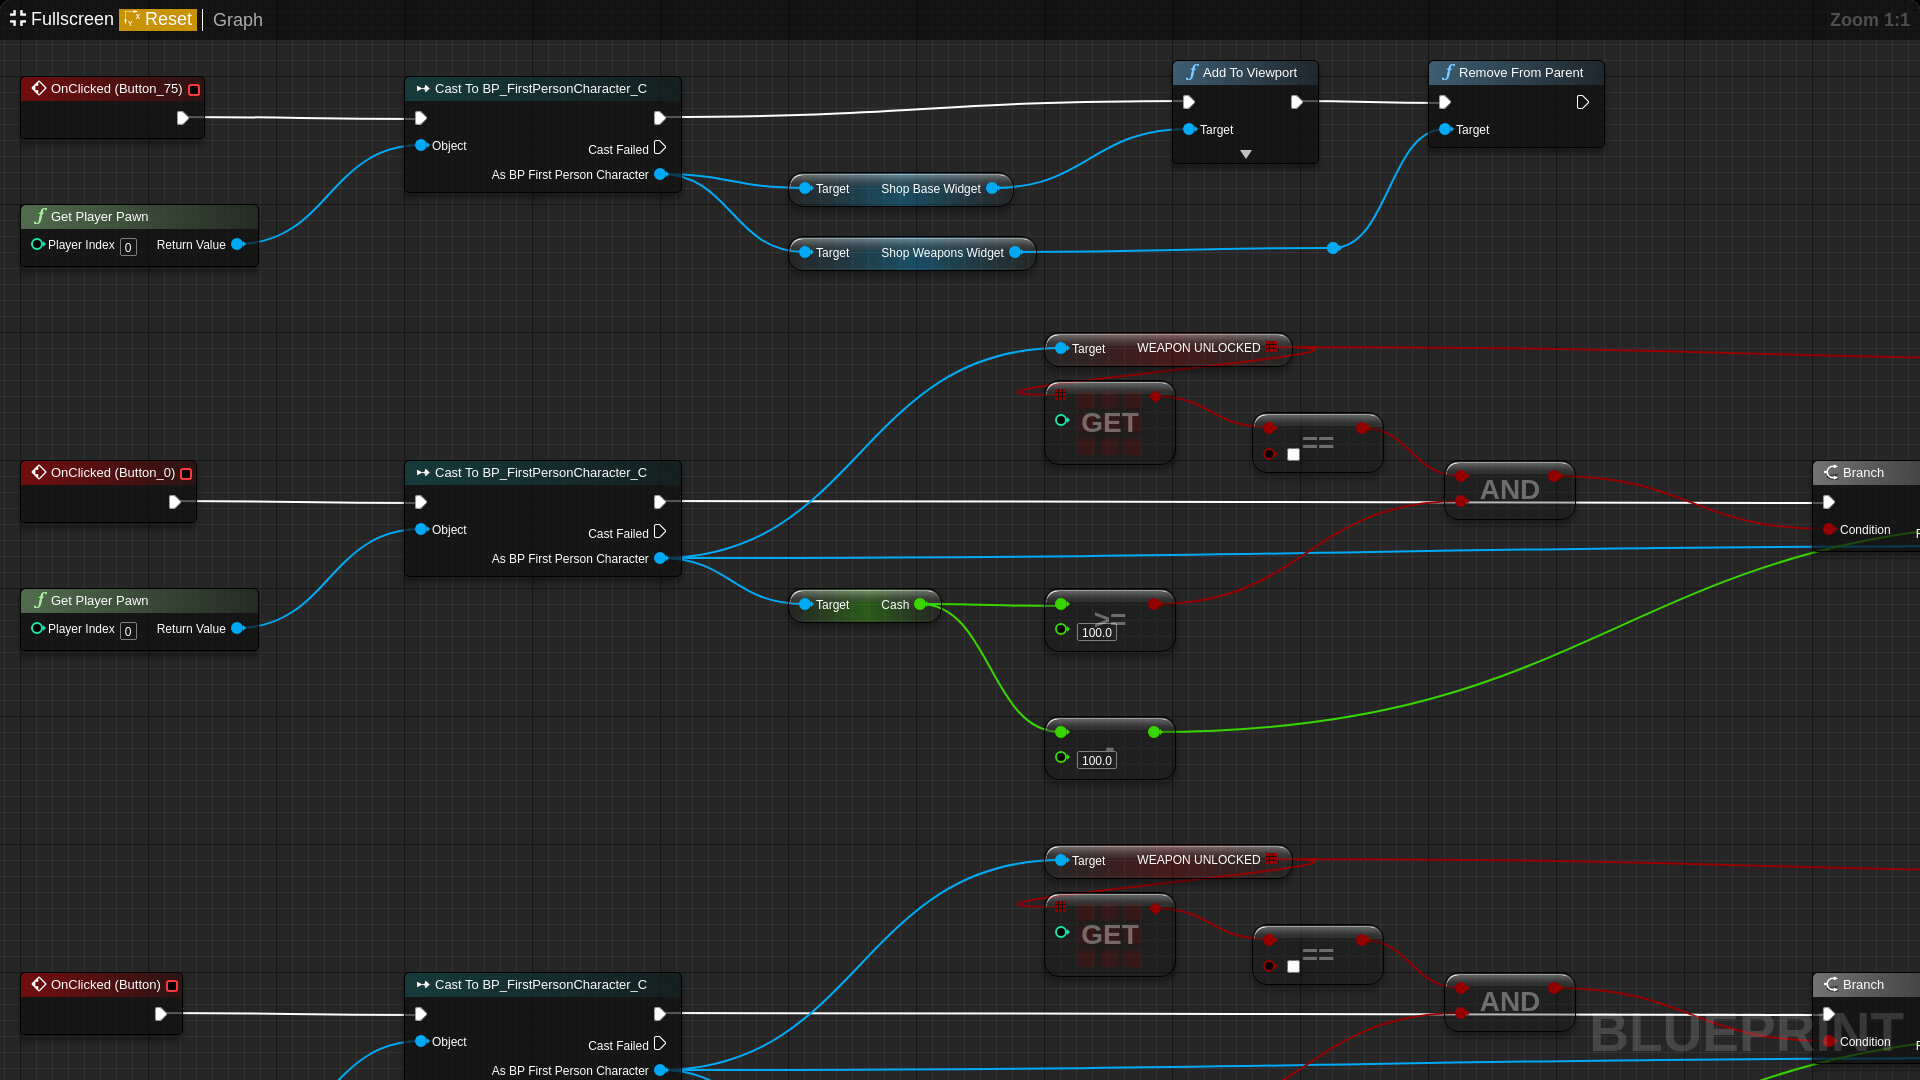 Fullscreen Reset Graph Zoom 1:1
Add To Viewport
Target
Remove From Parent
Target
OnClicked (Button_75)
Cast To BP_FirstPersonCharacter_C
Object
Cast Failed
As BP First Person Character
Target Shop Base Widget
Get Player Pawn
Player Index 0 Return Value
Target Shop Weapons Widget
Target WEAPON UNLOCKED
GET
==
OnClicked (Button_0)
Cast To BP_FirstPersonCharacter_C
Object
Cast Failed
As BP First Person Character
AND
Branch
Condition
Get Player Pawn
Player Index 0 Return Value
Target Cash
>=
100.0
-
100.0
Target WEAPON UNLOCKED
GET
==
OnClicked (Button)
Cast To BP_FirstPersonCharacter_C
Object
Cast Failed
As BP First Person Character
AND
Branch
Condition
BLUEPRINT